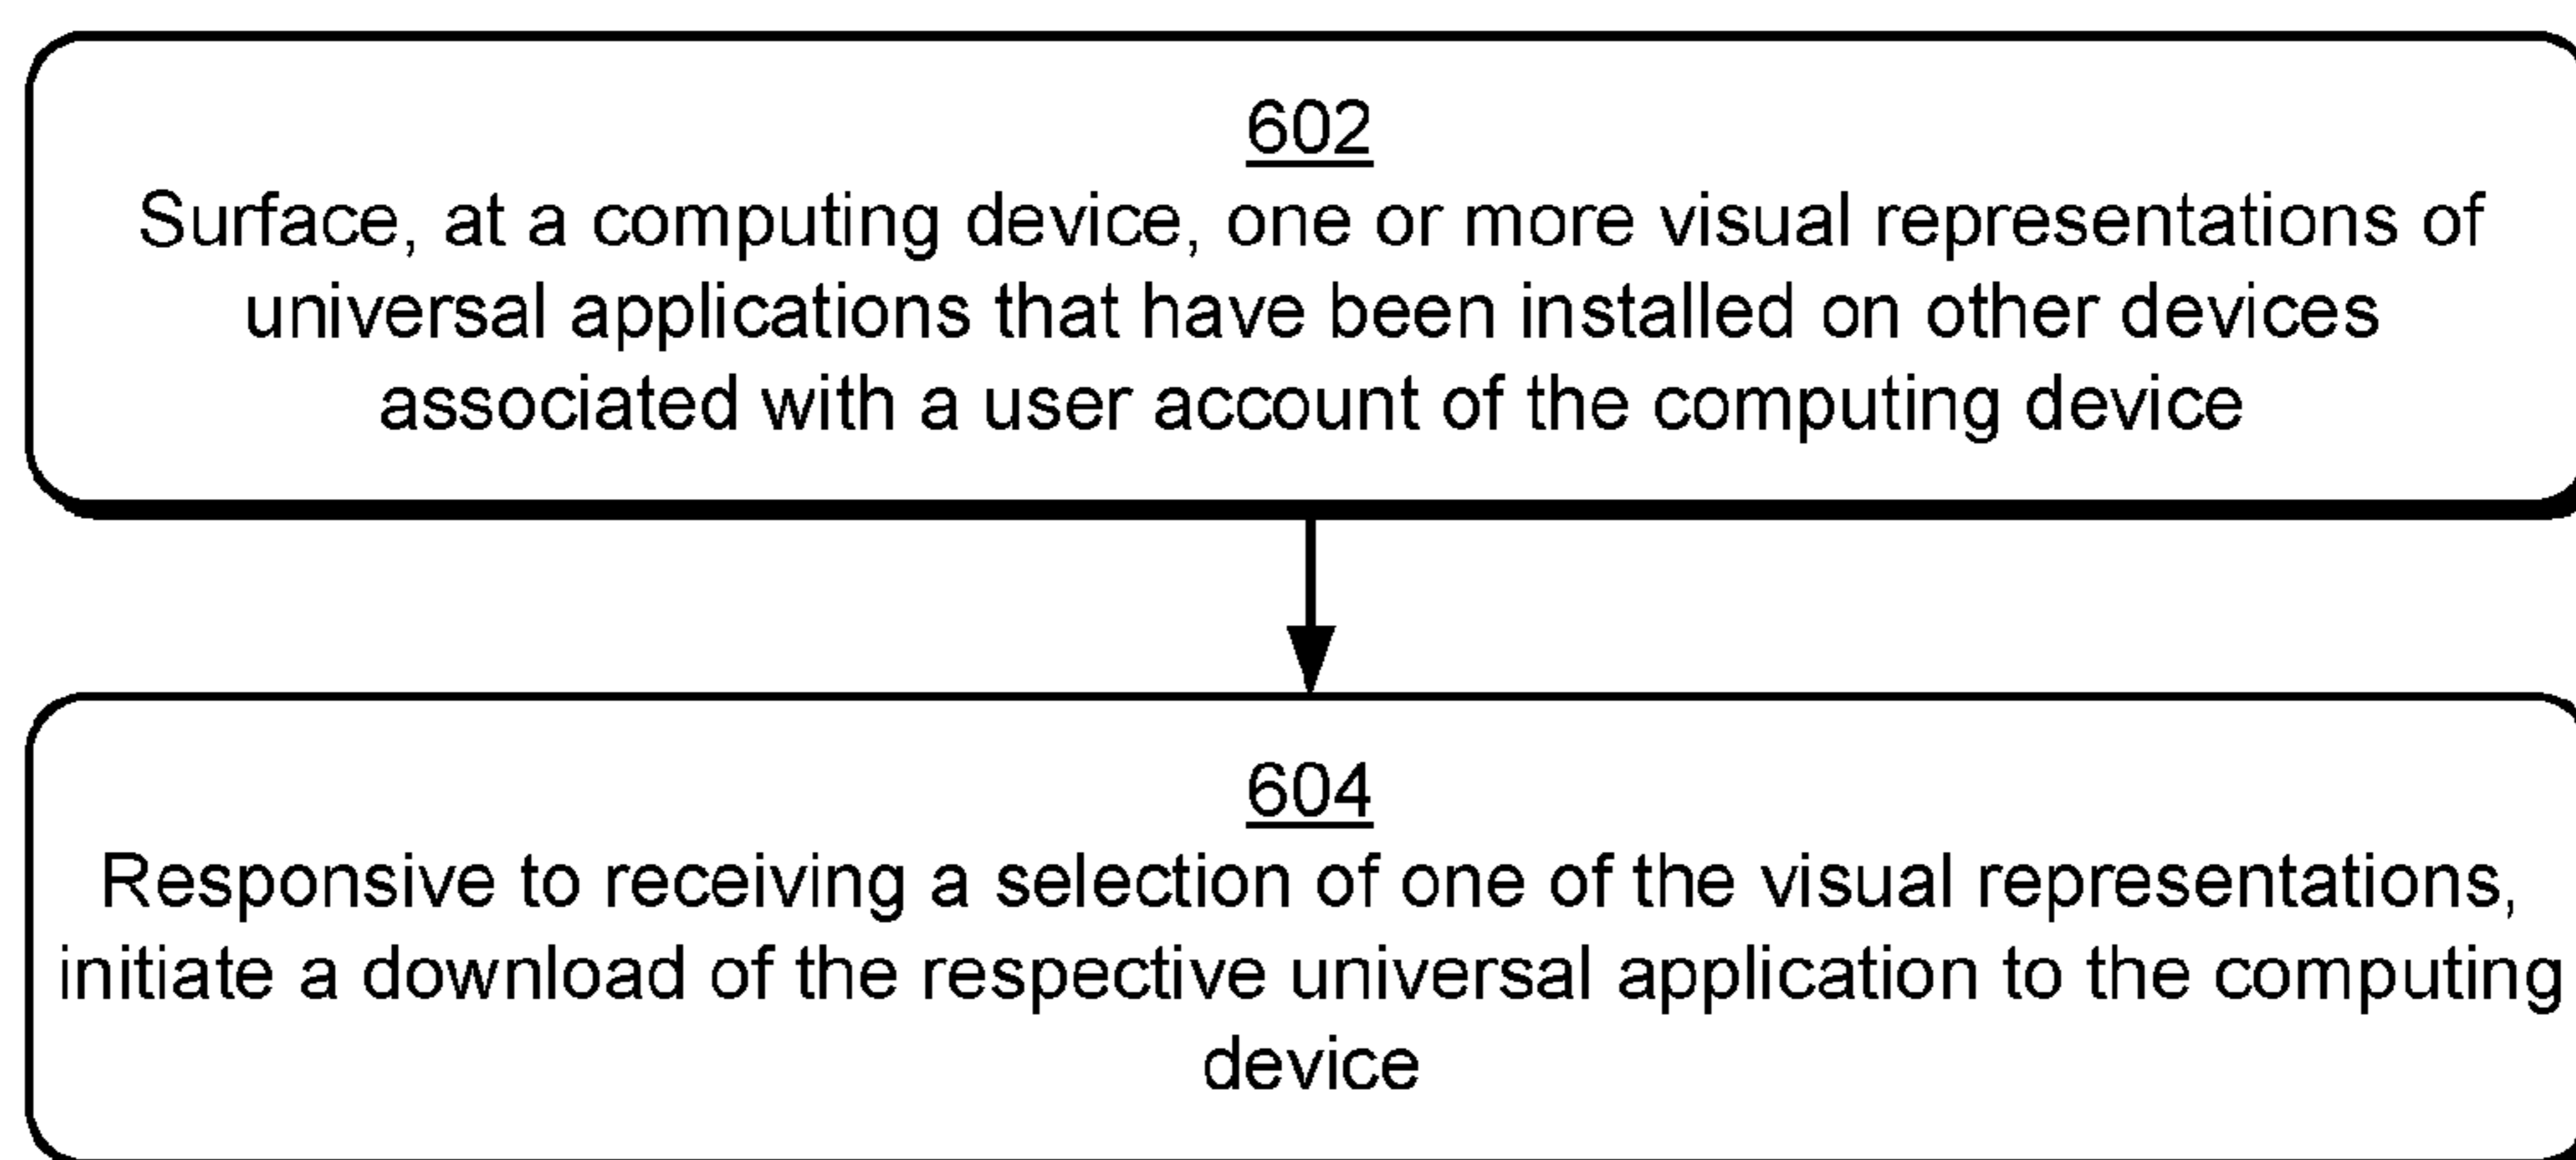 602
Surface, at a computing device, one or more visual representations of
universal applications that have been installed on other devices
associated with a user account of the computing device
604
Responsive to receiving a selection of one of the visual representations,
initiate a download of the respective universal application to the computing
device